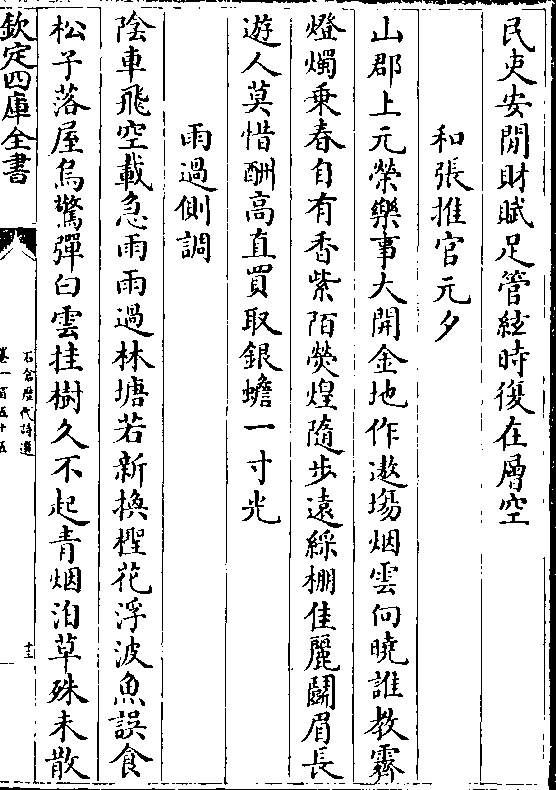 民吏安閒財賦足管絃時復在層空
和張推官元夕
山郡上元榮樂事大開金地作遨場烟雲向曉誰教霽
燈燭乗春自有香紫陌熒煌隨步遠綵棚佳麗鬭眉長
遊人莫惜酬高直買取銀蟾一寸光
雨過側調
陰車飛空載急雨雨過林塘若新換檉花浮波魚誤食
松子落屋烏驚彈白雲挂樹久不起青烟泊草殊未散
欽定四庫全書
石倉歷代詩選
卷一百五十五
十三